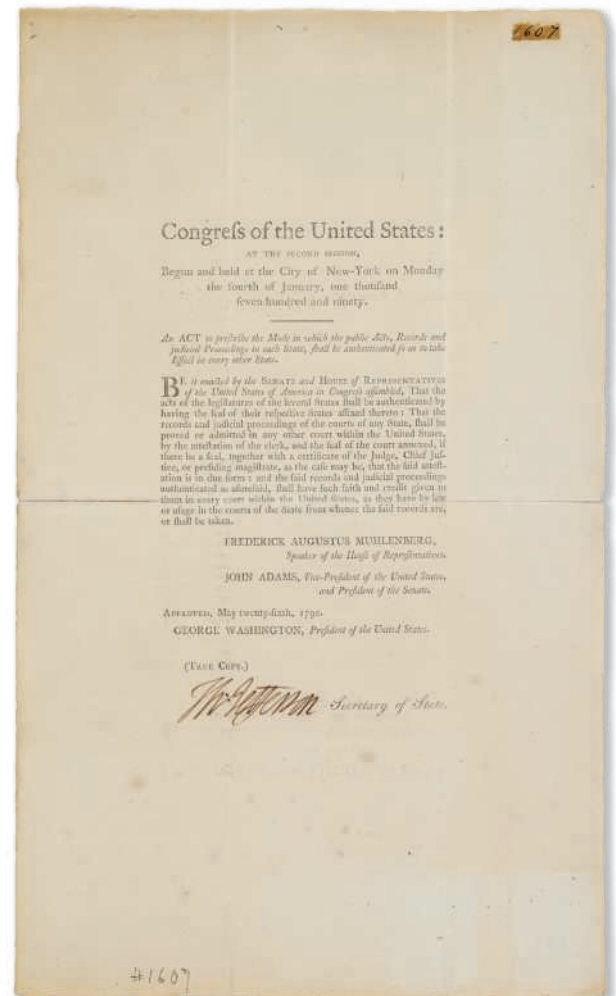 1607
Congreſs of the United States:
AT THE SECOND SESSION,
Begun and held at the City of New-York on Monday
the fourth of January, one thousand
ſeven hundred and ninety.
An ACT to preſcribe the Mode in which the public Acts, Records and
judicial Proceedings in each State, ſhall be authenticated ſo as to take
Effect in every other State.
BE it enacted by the SENATE and HOUSE of REPRESENTATIVES
of the United States of America in Congreſs aſſembled, That the
acts of the legiſlatures of the ſeveral States ſhall be authenticated by
having the ſeal of their reſpective States affixed thereto: That the
records and judicial proceedings of the courts of any State, ſhall be
proved or admitted in any other court within the United States,
by the atteſtation of the clerk, and the ſeal of the court annexed, if
there be a ſeal, together with a certificate of the Judge, Chief Juſ-
tice, or preſiding magiſtrate, as the caſe may be, that the ſaid atteſt-
ation is in due form: and the ſaid records and judicial proceedings
authenticated as aforeſaid, ſhall have ſuch faith and credit given to
them in every court within the United States, as they have by law
or uſage in the courts of the State from whence the ſaid records are,
or ſhall be taken.
FREDERICK AUGUSTUS MUHLENBERG,
Speaker of the Houſe of Repreſentatives.
JOHN ADAMS, Vice-Preſident of the United States,
and Preſident of the Senate.
APPROVED, May twenty-ſixth, 1790.
GEORGE WASHINGTON, Preſident of the United States.
(TRUE COPY.)
Th. Jefferson Secretary of State.
#1607